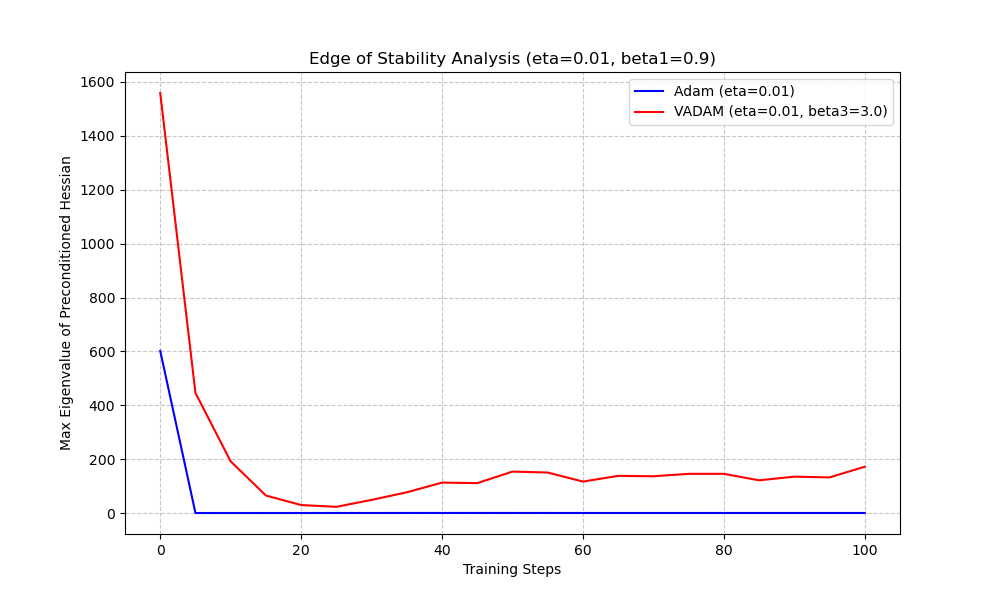 Edge of Stability Analysis (eta=0.01, beta1=0.9)
Adam (eta=0.01)
VADAM (eta=0.01, beta3=3.0)
Max Eigenvalue of Preconditioned Hessian
1600
1400
1200
1000
800
600
400
200
0
0 20 40 60 80 100
Training Steps